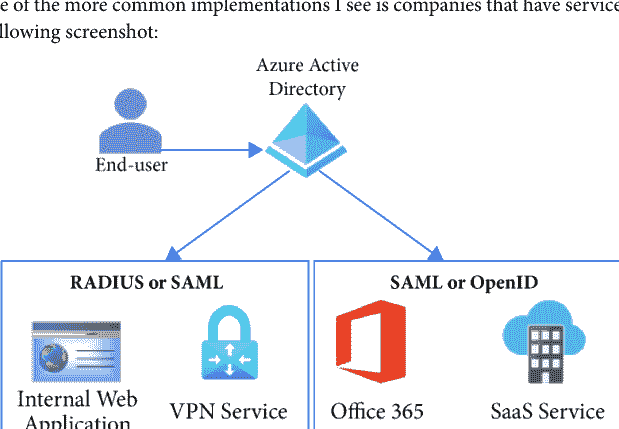 e of the more common implementations I see is companies that have service
llowing screenshot:
Azure Active
Directory
End-user
RADIUS or SAML
SAML or OpenID
Internal Web
Application
VPN Service
Office 365
SaaS Service